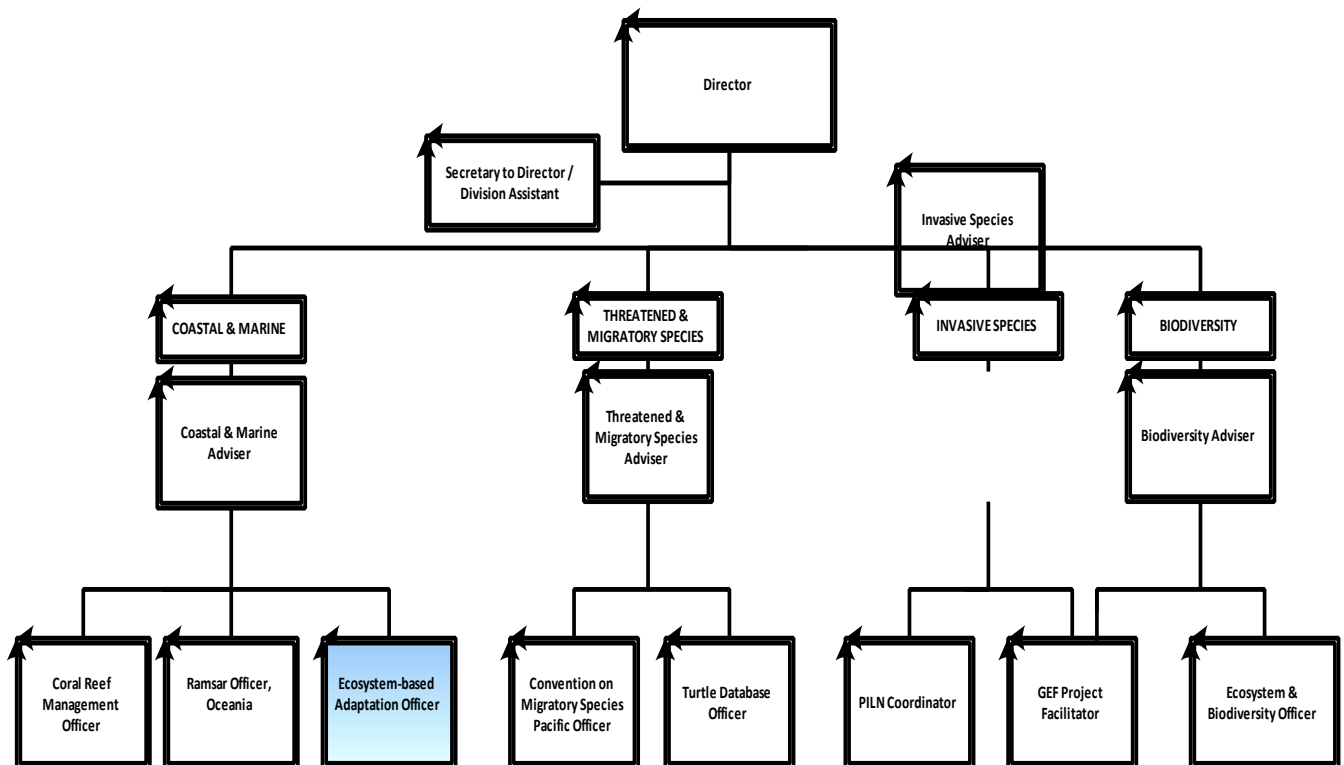 Director
Secretary to Director /
Division Assistant
Invasive Species
Adviser
COASTAL & MARINE
THREATENED &
MIGRATORY SPECIES
INVASIVE SPECIES
BIODIVERSITY
Coastal & Marine
Adviser
Threatened &
Migratory Species
Adviser
Biodiversity Adviser
Coral Reef
Management
Officer
Ramsar Officer,
Oceania
Ecosystem-based
Adaptation Officer
Convention on
Migratory Species
Pacific Officer
Turtle Database
Officer
PILN Coordinator
GEF Project
Facilitator
Ecosystem &
Biodiversity Officer